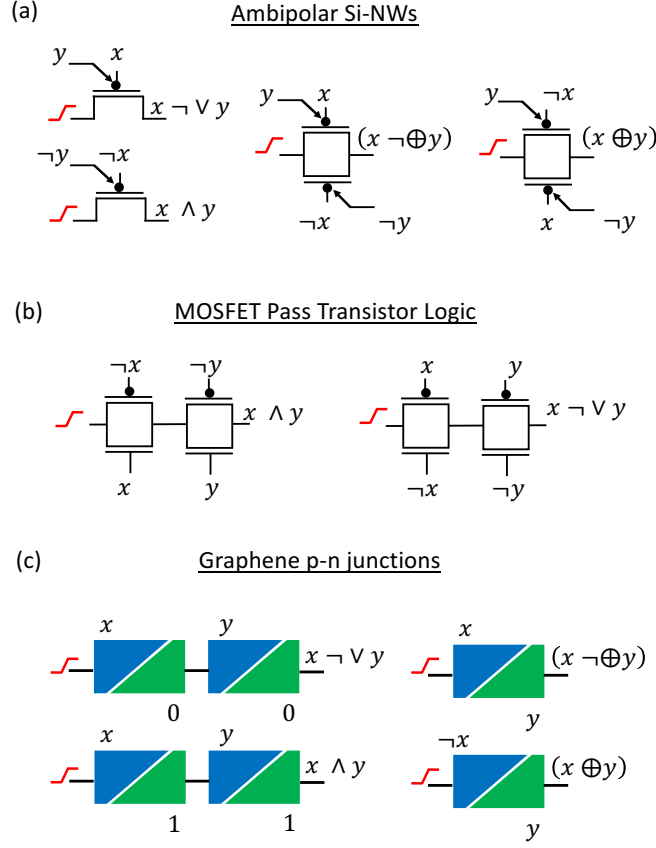 (a)
Ambipolar Si-NWs
y x
x ¬ ∨ y
¬y ¬x
x ∧ y
y x
(x ¬⊕y)
¬x ¬y
y ¬x
(x ⊕y)
x ¬y
(b)
MOSFET Pass Transistor Logic
¬x ¬y
x ∧ y
x y
x y
x ¬ ∨ y
¬x ¬y
(c)
Graphene p-n junctions
x y
x ¬ ∨ y
0 0
x y
x ∧ y
1 1
x
(x ¬⊕y)
y
¬x
(x ⊕y)
y